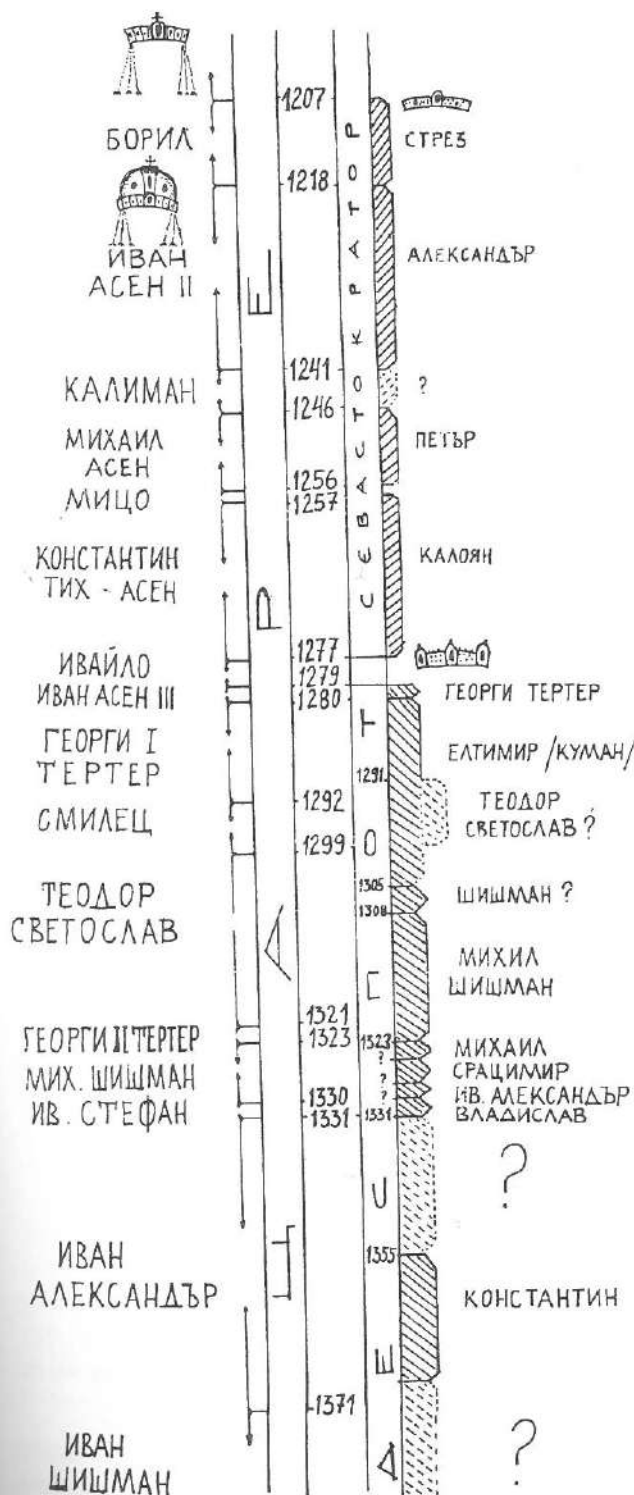 БОРИЛ
ИВАН
АСЕН II
КАЛИМАН
МИХАИЛ
АСЕН
МИЦО
КОНСТАНТИН
ТИХ - АСЕН
ИВАЙЛО
ИВАН АСЕН III
ГЕОРГИ I
ТЕРТЕР
СМИЛЕЦ
ТЕОДОР
СВЕТОСЛАВ
ГЕОРГИ II ТЕРТЕР
МИХ. ШИШМАН
ИВ. СТЕФАН
ИВАН
АЛЕКСАНДЪР
ИВАН
ШИШМАН
ЦАРЕ
1207
1218
1241
1246
1256
1257
1277
1279
1280
1292
1299
1321
1323
1330
1331
1371
СЕВАСТОКРАТОР
ДЕСПОТ
1291
1305
1308
1323
?
?
?
1331
1355
СТРЕЗ
АЛЕКСАНДЪР
?
ПЕТЪР
КАЛОЯН
ГЕОРГИ ТЕРТЕР
ЕЛТИМИР /КУМАН/
ТЕОДОР
СВЕТОСЛАВ ?
ШИШМАН ?
МИХИЛ
ШИШМАН
МИХАИЛ
СРАЦИМИР
ИВ. АЛЕКСАНДЪР
ВЛАДИСЛАВ
?
КОНСТАНТИН
?